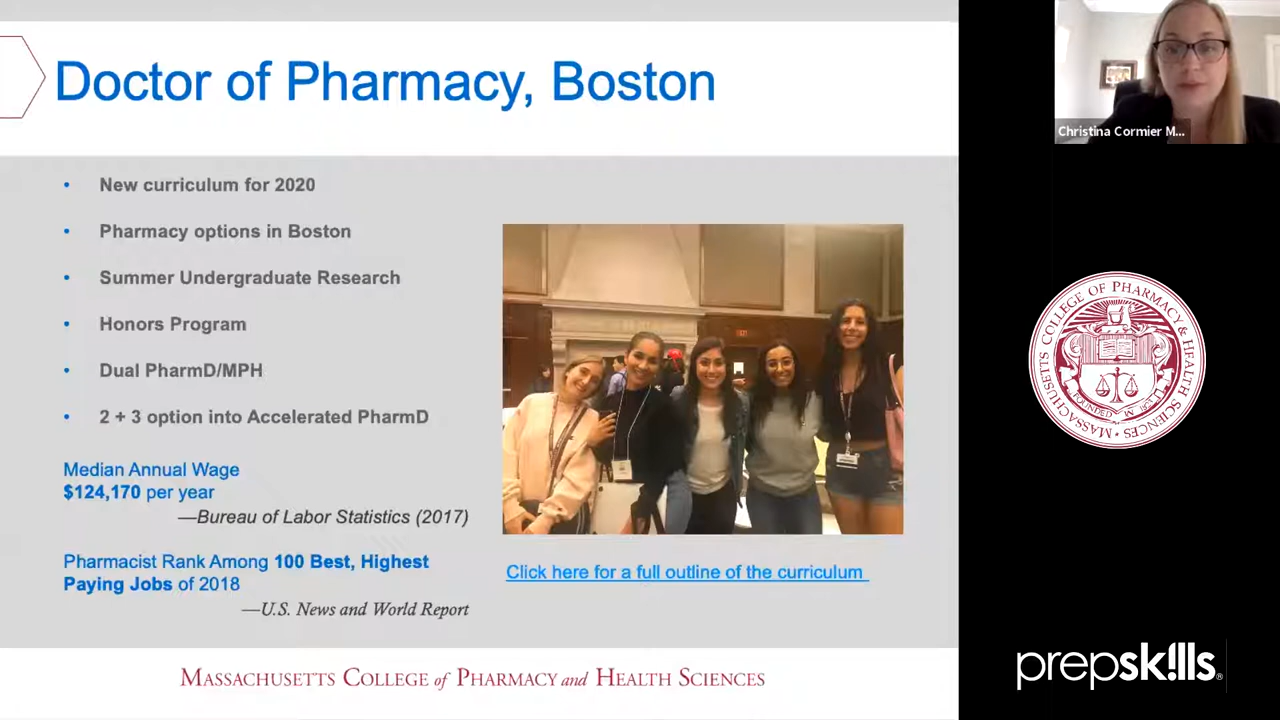 Doctor of Pharmacy, Boston
• New curriculum for 2020
• Pharmacy options in Boston
• Summer Undergraduate Research
• Honors Program
• Dual PharmD/MPH
• 2 + 3 option into Accelerated PharmD
Median Annual Wage
$124,170 per year
—Bureau of Labor Statistics (2017)
Pharmacist Rank Among 100 Best, Highest
Paying Jobs of 2018
—U.S. News and World Report
Click here for a full outline of the curriculum
MASSACHUSETTS COLLEGE of PHARMACY and HEALTH SCIENCES
Christina Cormier M...
MASSACHUSETTS COLLEGE OF PHARMACY & HEALTH SCIENCES
FOUNDED
prepsk!lls®